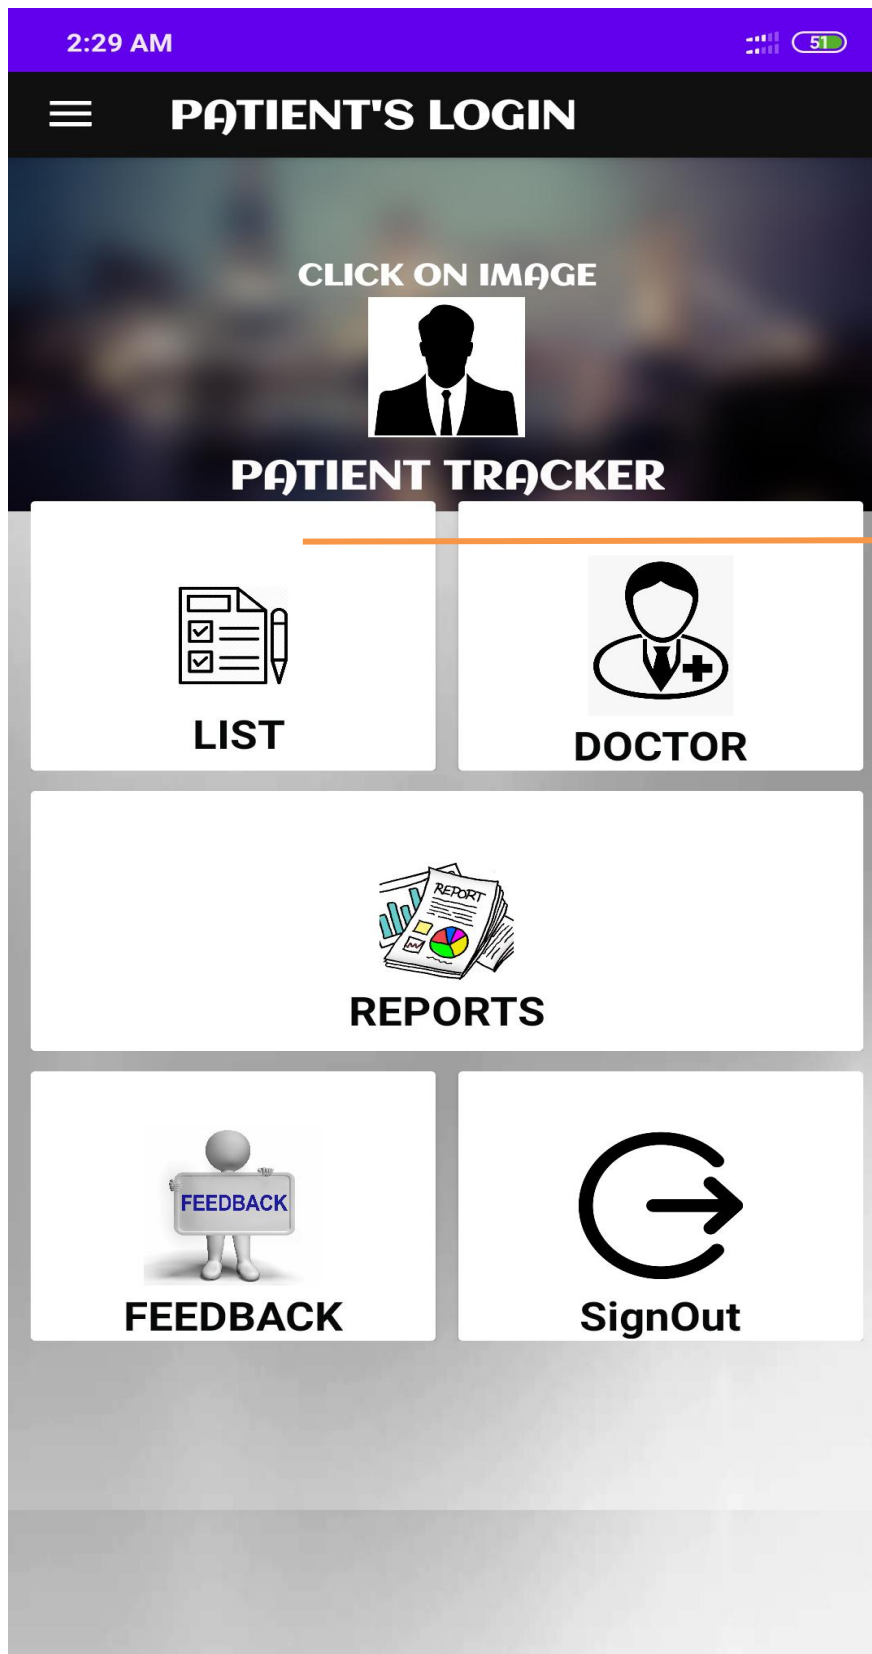 2:29 AM
51
PATIENT'S LOGIN
CLICK ON IMAGE
PATIENT TRACKER
LIST
DOCTOR
REPORT
REPORTS
FEEDBACK
FEEDBACK
SignOut